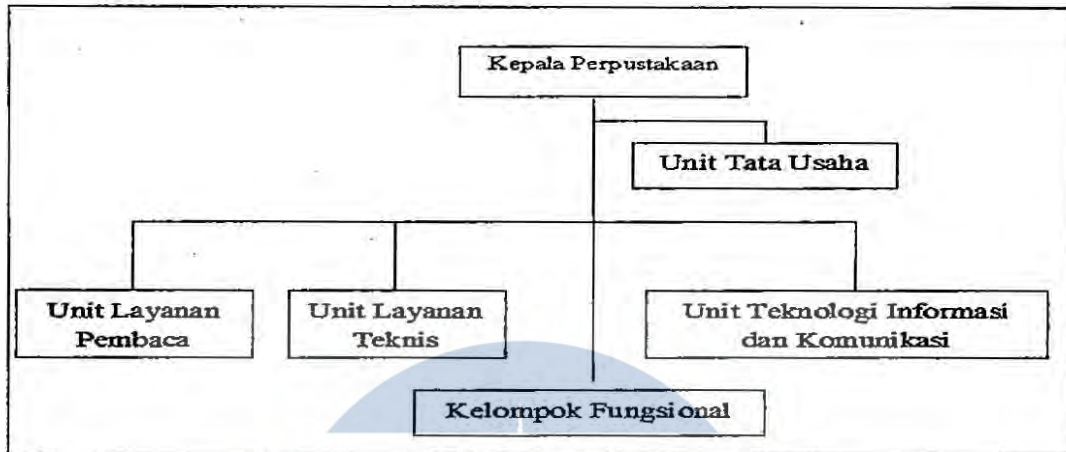 Kepala Perpustakaan
Unit Tata Usaha
Unit Layanan
Pembaca
Unit Layanan
Teknis
Unit Teknologi Informasi
dan Komunikasi
Kelompok Fungsional